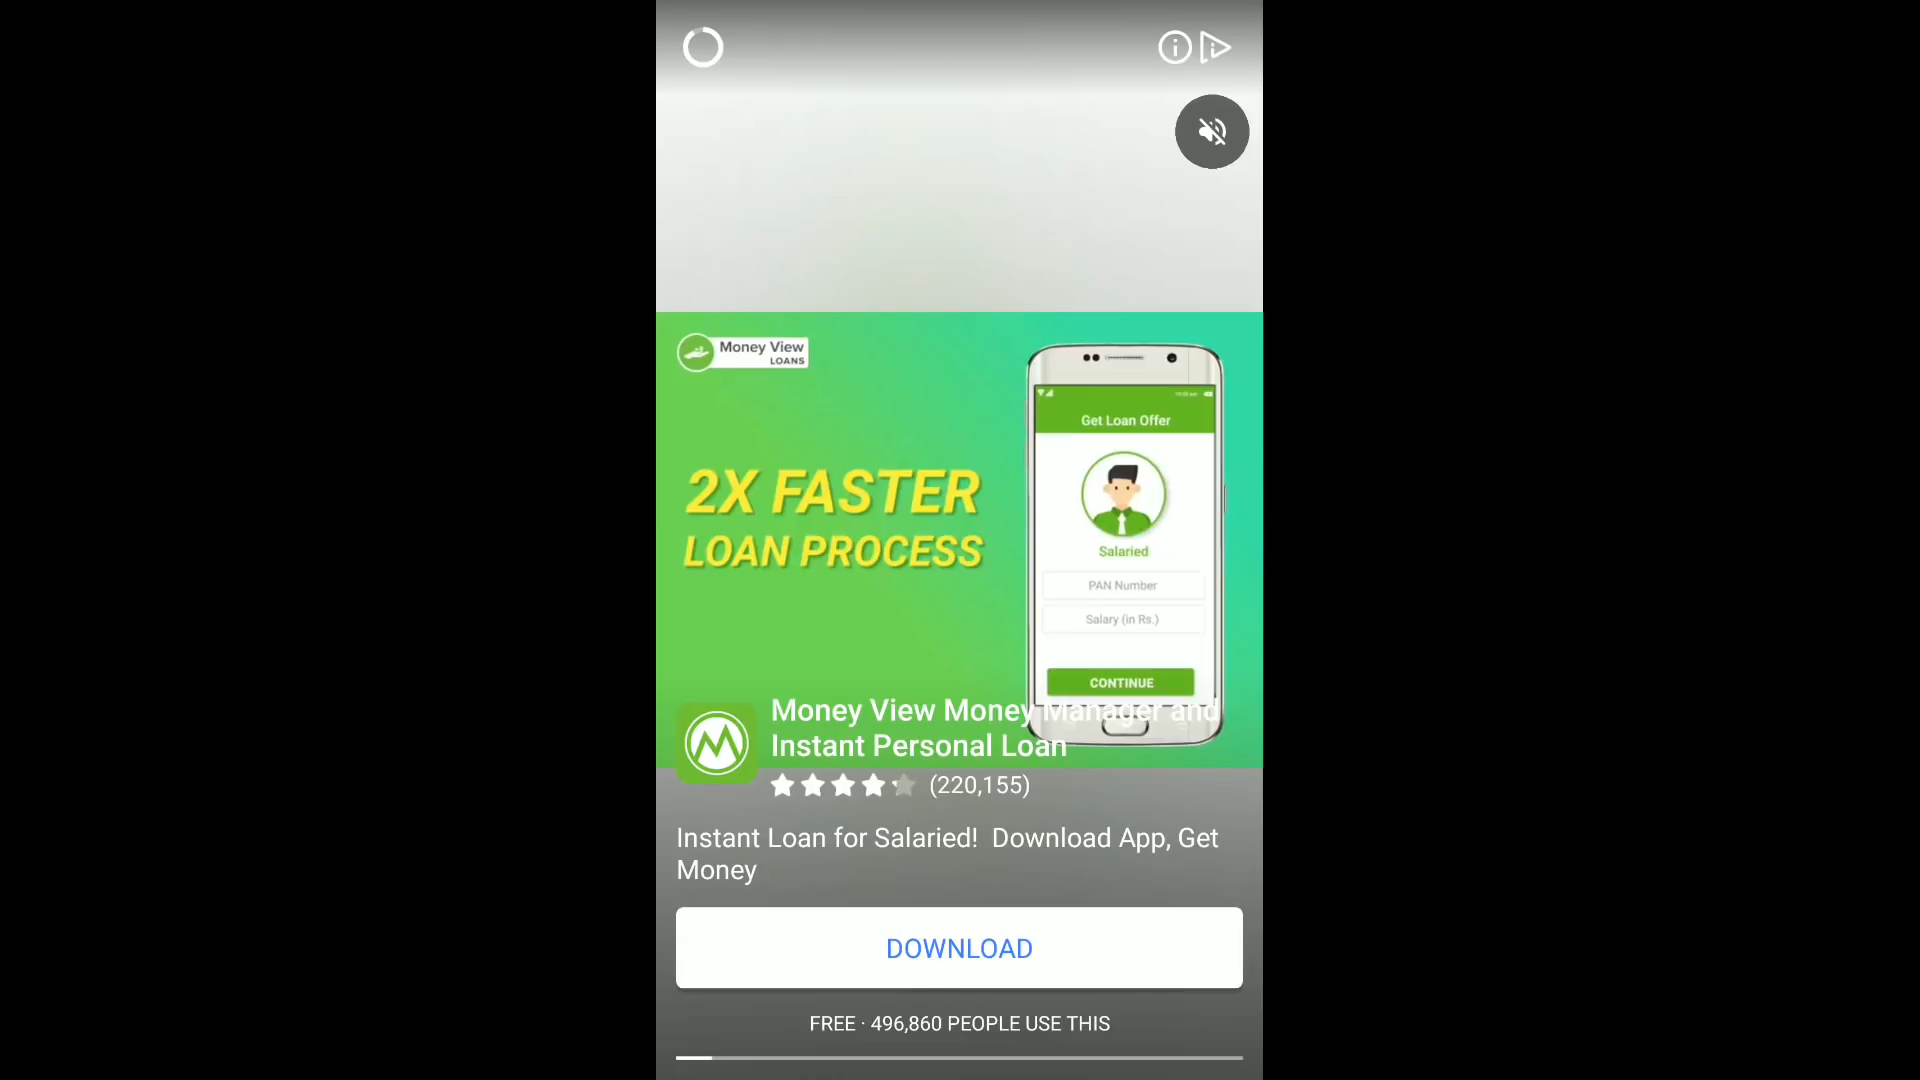 Money View
LOANS
2X FASTER
LOAN PROCESS
Get Loan Offer
Salaried
PAN Number
Salary (in Rs.)
CONTINUE
Money View Money Manager and
Instant Personal Loan
(220,155)
Instant Loan for Salaried!  Download App, Get
Money
DOWNLOAD
FREE · 496,860 PEOPLE USE THIS